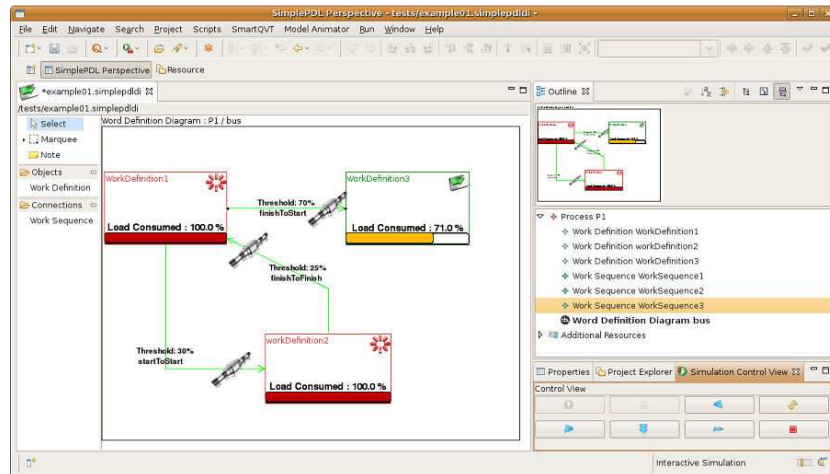 SimplePDL Perspective - tests/example01.simplepdldi -
File Edit Navigate Search Project Scripts SmartQVT Model Animator Run Window Help
SimplePDL Perspective Resource
*example01.simplepdldi
/tests/example01.simplepdldi
Select
Marquee
Note
Objects
Work Definition
Connections
Work Sequence
Word Definition Diagram : P1 / bus
WorkDefinition1
Load Consumed : 100.0 %
Threshold: 70%
finishToStart
WorkDefinition3
Load Consumed : 71.0 %
Threshold: 25%
finishToFinish
Threshold: 30%
startToStart
workDefinition2
Load Consumed : 100.0 %
Outline
Process P1
Work Definition WorkDefinition1
Work Definition workDefinition2
Work Definition WorkDefinition3
Work Sequence WorkSequence1
Work Sequence WorkSequence2
Work Sequence WorkSequence3
Word Definition Diagram bus
Additional Resources
Properties Project Explorer Simulation Control View
Control View
Interactive Simulation